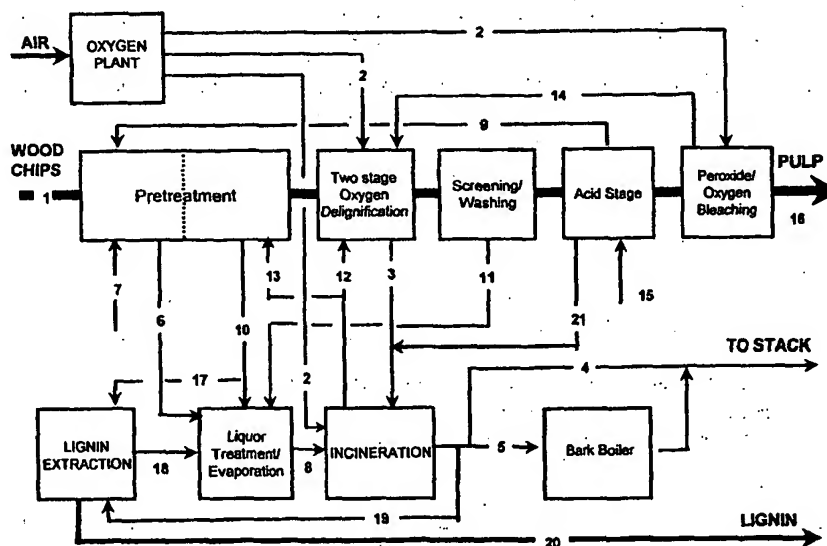 2
AIR
OXYGEN
PLANT
2
14
9
WOOD
CHIPS
1
Pretreatment
Two stage
Oxygen
Delignification
Screening/
Washing
Acid Stage
Peroxide/
Oxygen
Bleaching
PULP
16
7
6
10
13
12
3
11
21
15
TO STACK
4
17
2
LIGNIN
EXTRACTION
18
Liquor
Treatment/
Evaporation
8
INCINERATION
5
Bark Boiler
19
LIGNIN
20